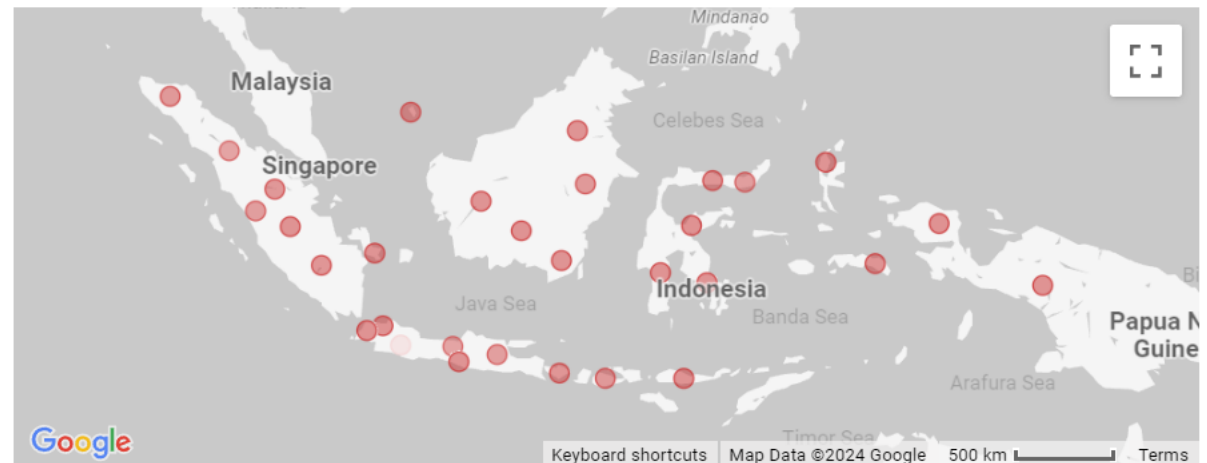 Mindanao
Basilan Island
Malaysia
Celebes Sea
Singapore
Indonesia
Java Sea
Banda Sea
Papua N
Guine
Arafura Sea
Timor Sea
Google
Keyboard shortcuts
Map Data ©2024 Google
500 km
Terms